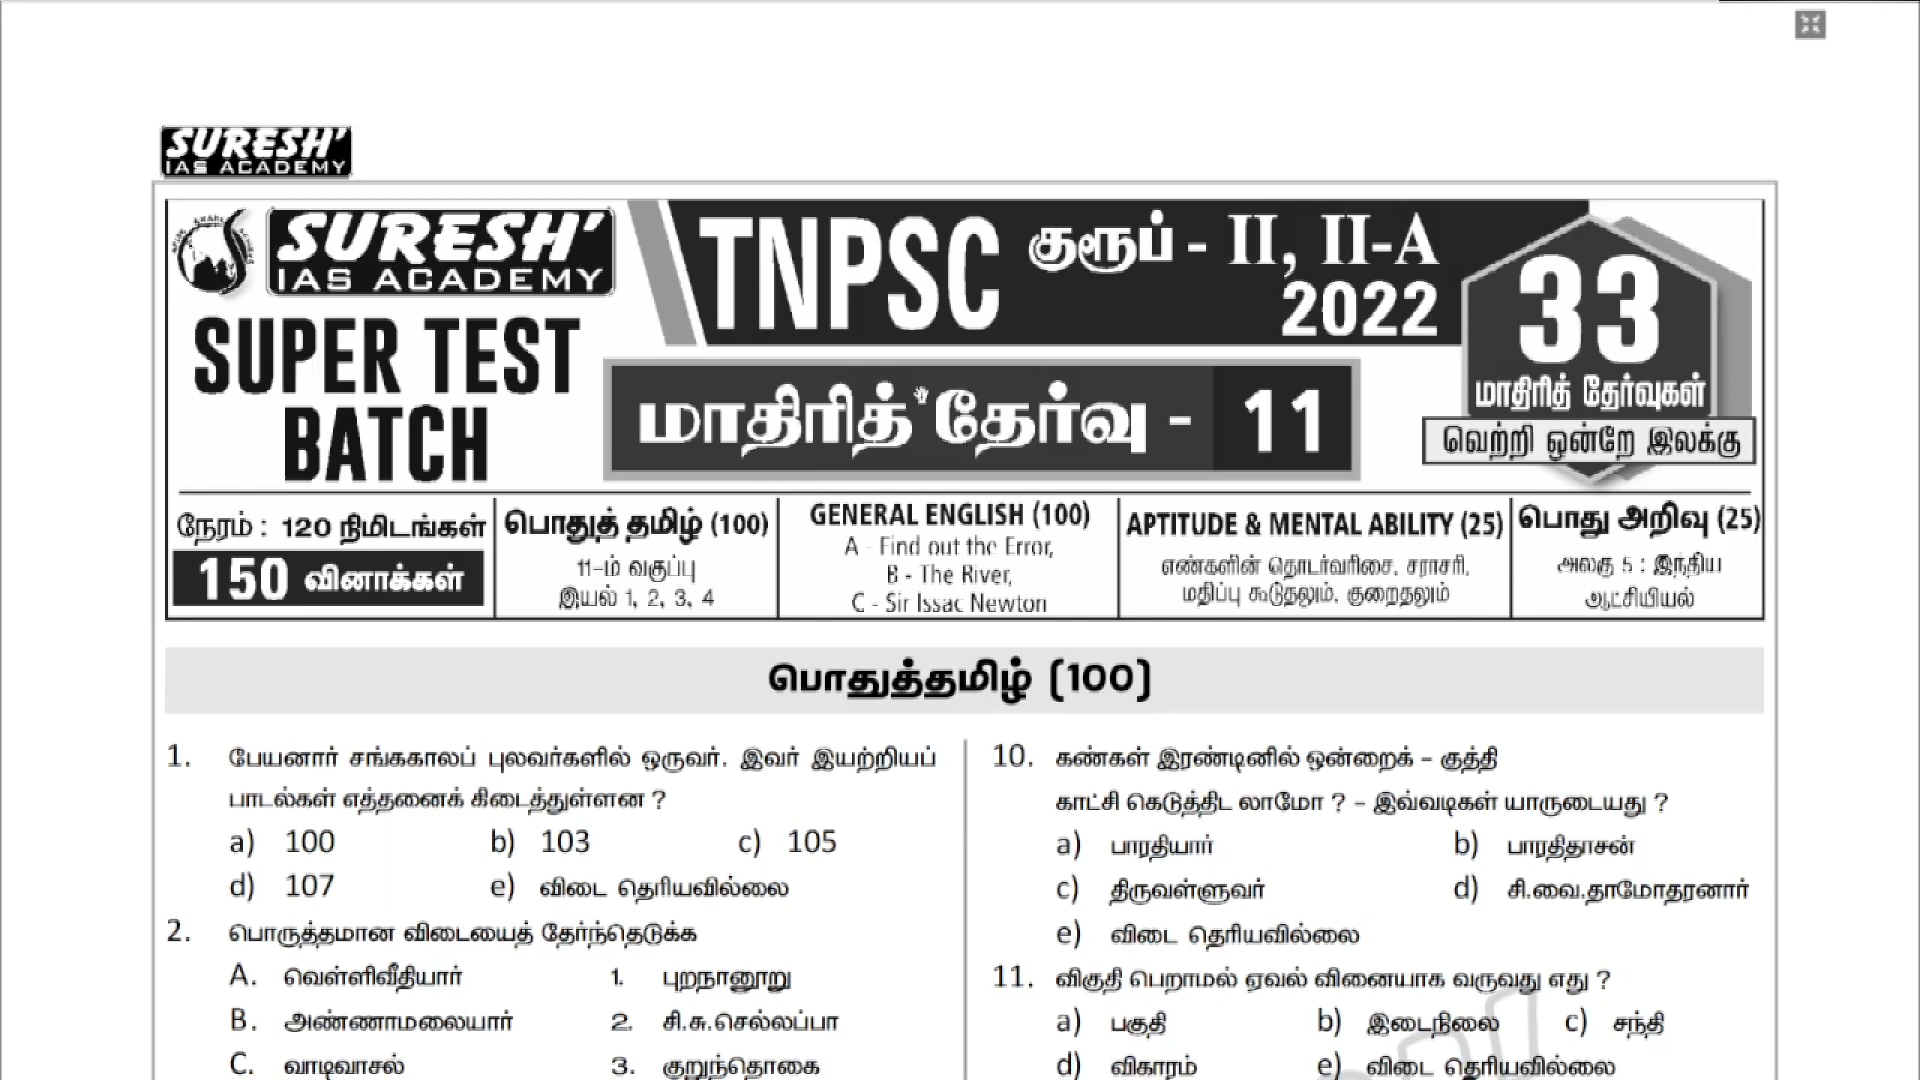 SURESH'
IAS ACADEMY
SURESH'
IAS ACADEMY
SUPER TEST
BATCH
TNPSC குரூப் - II, II-A
2022
மாதிரித் தேர்வு - 11
33
மாதிரித் தேர்வுகள்
வெற்றி ஒன்றே இலக்கு
நேரம் : 120 நிமிடங்கள்
150 வினாக்கள்
பொதுத் தமிழ் (100)
11-ம் வகுப்பு
இயல் 1, 2, 3, 4
GENERAL ENGLISH (100)
A - Find out the Error,
B - The River,
C - Sir Issac Newton
APTITUDE & MENTAL ABILITY (25)
எண்களின் தொடர்வரிசை, சராசரி,
மதிப்பு கூடுதலும், குறைதலும்
பொது அறிவு (25)
அலகு 5 : இந்திய
ஆட்சியியல்
பொதுத்தமிழ் (100)
1. பேயனார் சங்ககாலப் புலவர்களில் ஒருவர். இவர் இயற்றியப்
பாடல்கள் எத்தனைக் கிடைத்துள்ளன ?
a) 100 b) 103 c) 105
d) 107 e) விடை தெரியவில்லை
2. பொருத்தமான விடையைத் தேர்ந்தெடுக்க
A. வெள்ளிவீதியார் 1. புறநானூறு
B. அண்ணாமலையார் 2. சி.சு.செல்லப்பா
C. வாடிவாசல் 3. குறுந்தொகை
10. கண்கள் இரண்டினில் ஒன்றைக் - குத்தி
காட்சி கெடுத்திட லாமோ ? - இவ்வடிகள் யாருடையது ?
a) பாரதியார் b) பாரதிதாசன்
c) திருவள்ளுவர் d) சி.வை.தாமோதரனார்
e) விடை தெரியவில்லை
11. விகுதி பெறாமல் ஏவல் வினையாக வருவது எது ?
a) பகுதி b) இடைநிலை c) சந்தி
d) விகாரம் e) விடை தெரியவில்லை